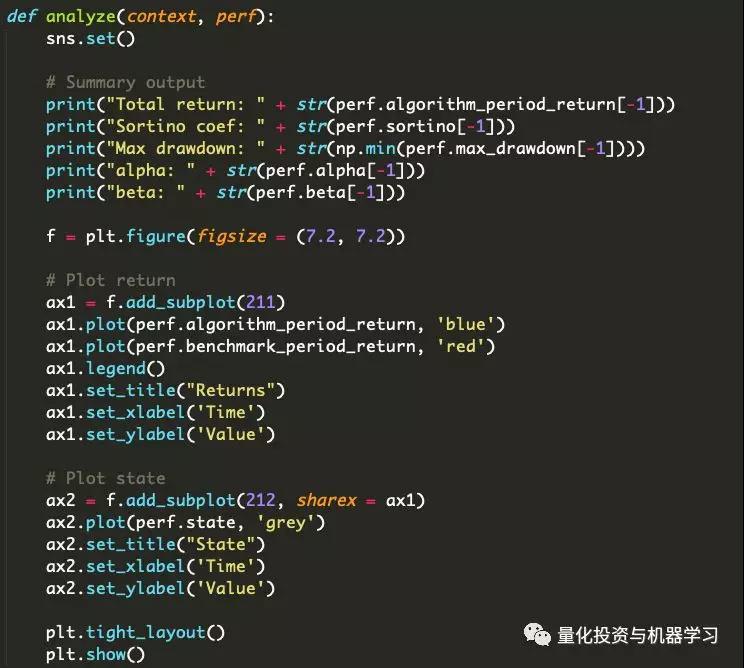 def analyze(context, perf):
    sns.set()

    # Summary output
    print("Total return: " + str(perf.algorithm_period_return[-1]))
    print("Sortino coef: " + str(perf.sortino[-1]))
    print("Max drawdown: " + str(np.min(perf.max_drawdown[-1])))
    print("alpha: " + str(perf.alpha[-1]))
    print("beta: " + str(perf.beta[-1]))

    f = plt.figure(figsize = (7.2, 7.2))

    # Plot return
    ax1 = f.add_subplot(211)
    ax1.plot(perf.algorithm_period_return, 'blue')
    ax1.plot(perf.benchmark_period_return, 'red')
    ax1.legend()
    ax1.set_title("Returns")
    ax1.set_xlabel('Time')
    ax1.set_ylabel('Value')

    # Plot state
    ax2 = f.add_subplot(212, sharex = ax1)
    ax2.plot(perf.state, 'grey')
    ax2.set_title("State")
    ax2.set_xlabel('Time')
    ax2.set_ylabel('Value')

    plt.tight_layout()
    plt.show()
量化投资与机器学习